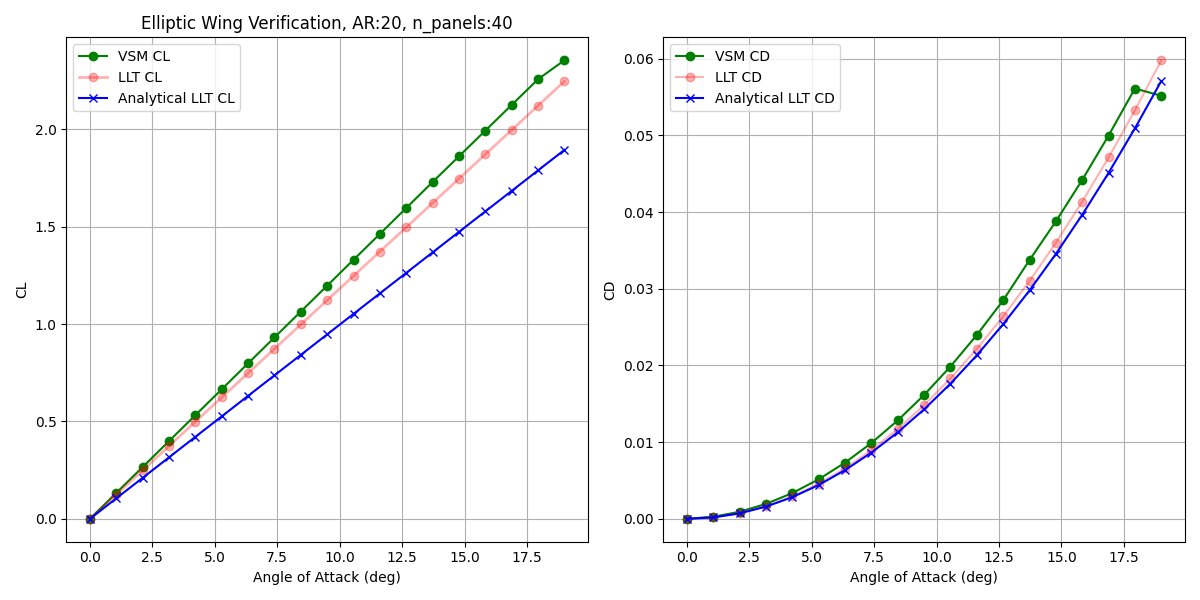 Elliptic Wing Verification, AR:20, n_panels:40
VSM CL
LLT CL
Analytical LLT CL
CL
2.0
1.5
1.0
0.5
0.0
0.0 2.5 5.0 7.5 10.0 12.5 15.0 17.5
Angle of Attack (deg)
VSM CD
LLT CD
Analytical LLT CD
CD
0.06
0.05
0.04
0.03
0.02
0.01
0.00
0.0 2.5 5.0 7.5 10.0 12.5 15.0 17.5
Angle of Attack (deg)